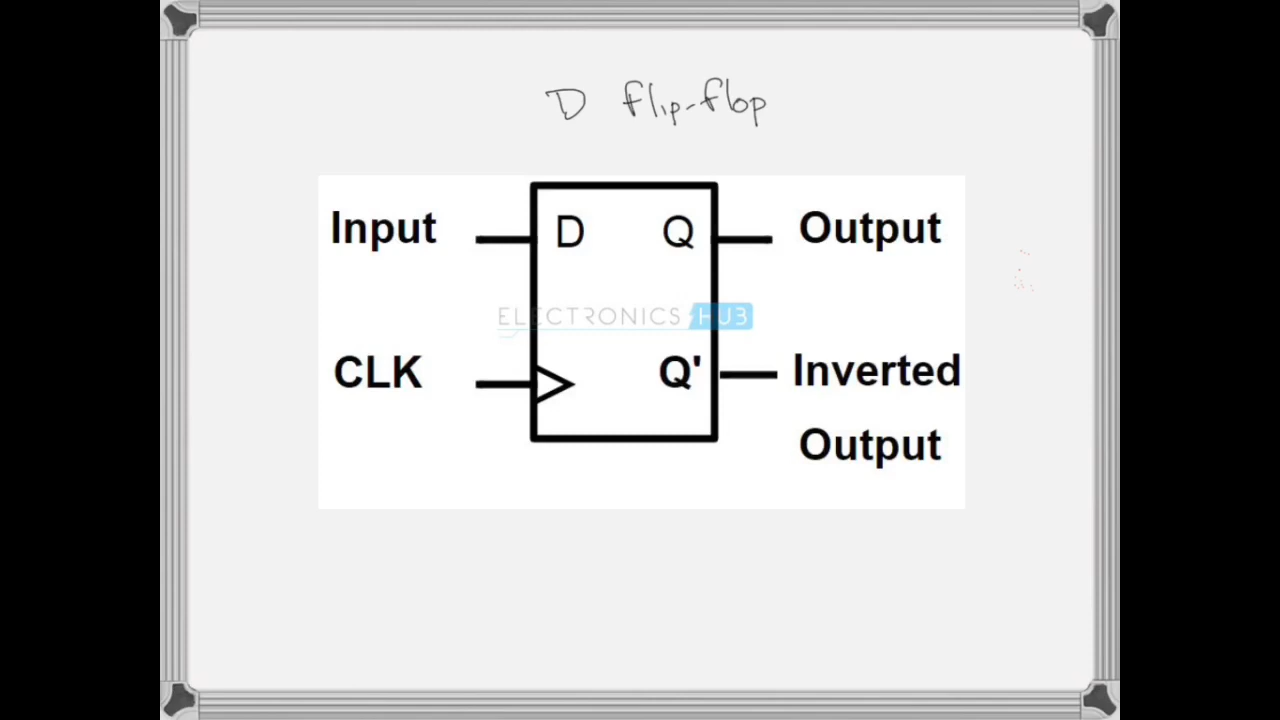 D flip-flop
Input D Q Output
ELECTRONICS HUB
CLK Q' Inverted
Output